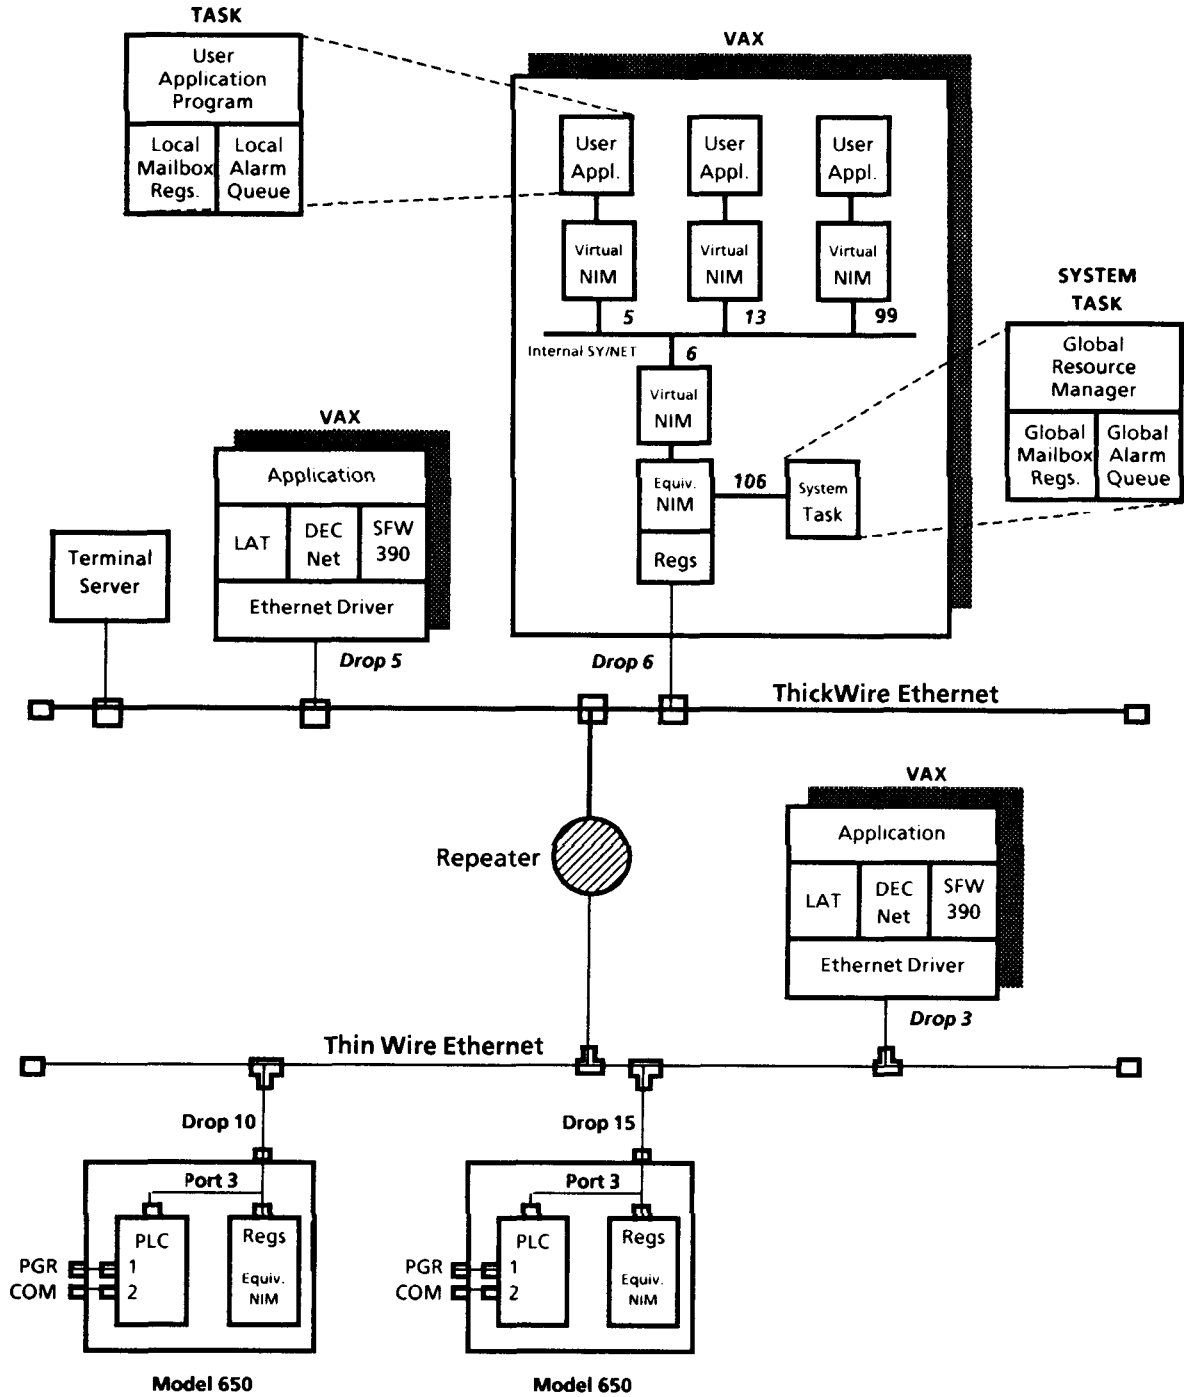 TASK
User
Application
Program
Local
Mailbox
Regs.
Local
Alarm
Queue
VAX
User
Appl.
User
Appl.
User
Appl.
Virtual
NIM
Virtual
NIM
Virtual
NIM
5
13
99
Internal SY/NET
6
Virtual
NIM
Equiv.
NIM
Regs
106
System
Task
SYSTEM
TASK
Global
Resource
Manager
Global
Mailbox
Regs.
Global
Alarm
Queue
VAX
Application
LAT
DEC
Net
SFW
390
Ethernet Driver
Terminal
Server
Drop 5
Drop 6
ThickWire Ethernet
Repeater
VAX
Application
LAT
DEC
Net
SFW
390
Ethernet Driver
Drop 3
Thin Wire Ethernet
Drop 10
Port 3
PLC
1
2
Regs
Equiv.
NIM
PGR
COM
Model 650
Drop 15
Port 3
PLC
1
2
Regs
Equiv.
NIM
PGR
COM
Model 650